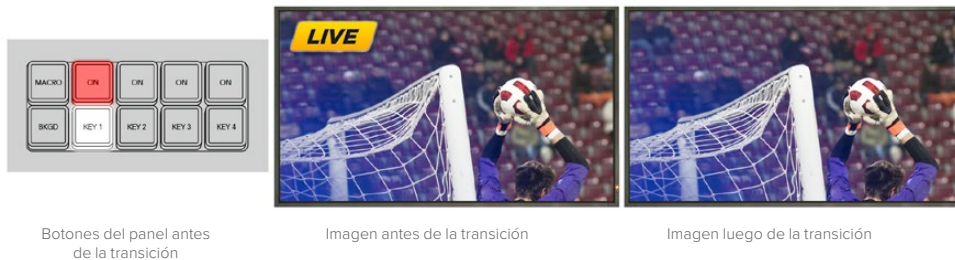 LIVE
MACRO ON ON ON ON
BKGD KEY 1 KEY 2 KEY 3 KEY 4
Botones del panel antes
de la transición
Imagen antes de la transición
Imagen luego de la transición